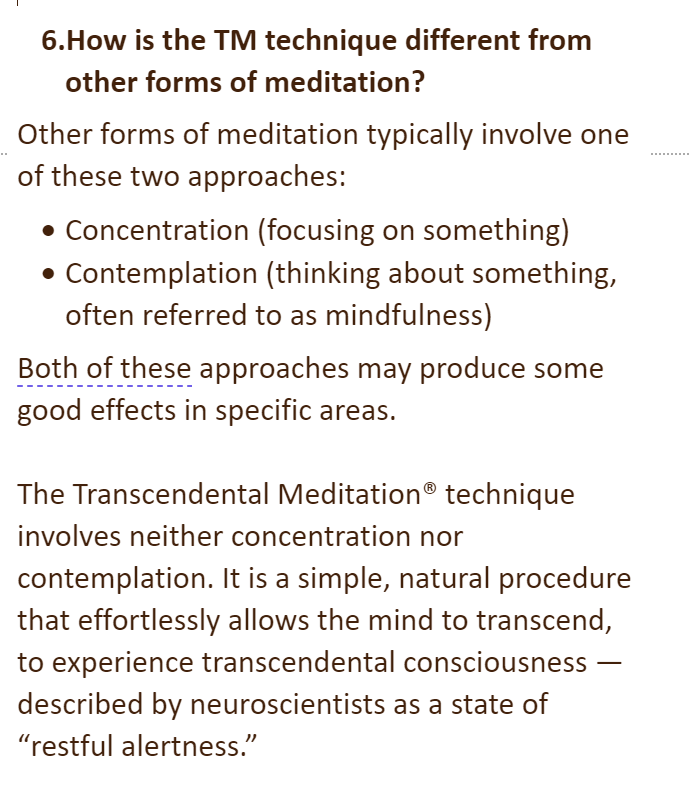 6.How is the TM technique different from
other forms of meditation?
Other forms of meditation typically involve one
of these two approaches:
• Concentration (focusing on something)
• Contemplation (thinking about something,
often referred to as mindfulness)
Both of these approaches may produce some
good effects in specific areas.
The Transcendental Meditation® technique
involves neither concentration nor
contemplation. It is a simple, natural procedure
that effortlessly allows the mind to transcend,
to experience transcendental consciousness —
described by neuroscientists as a state of
“restful alertness.”